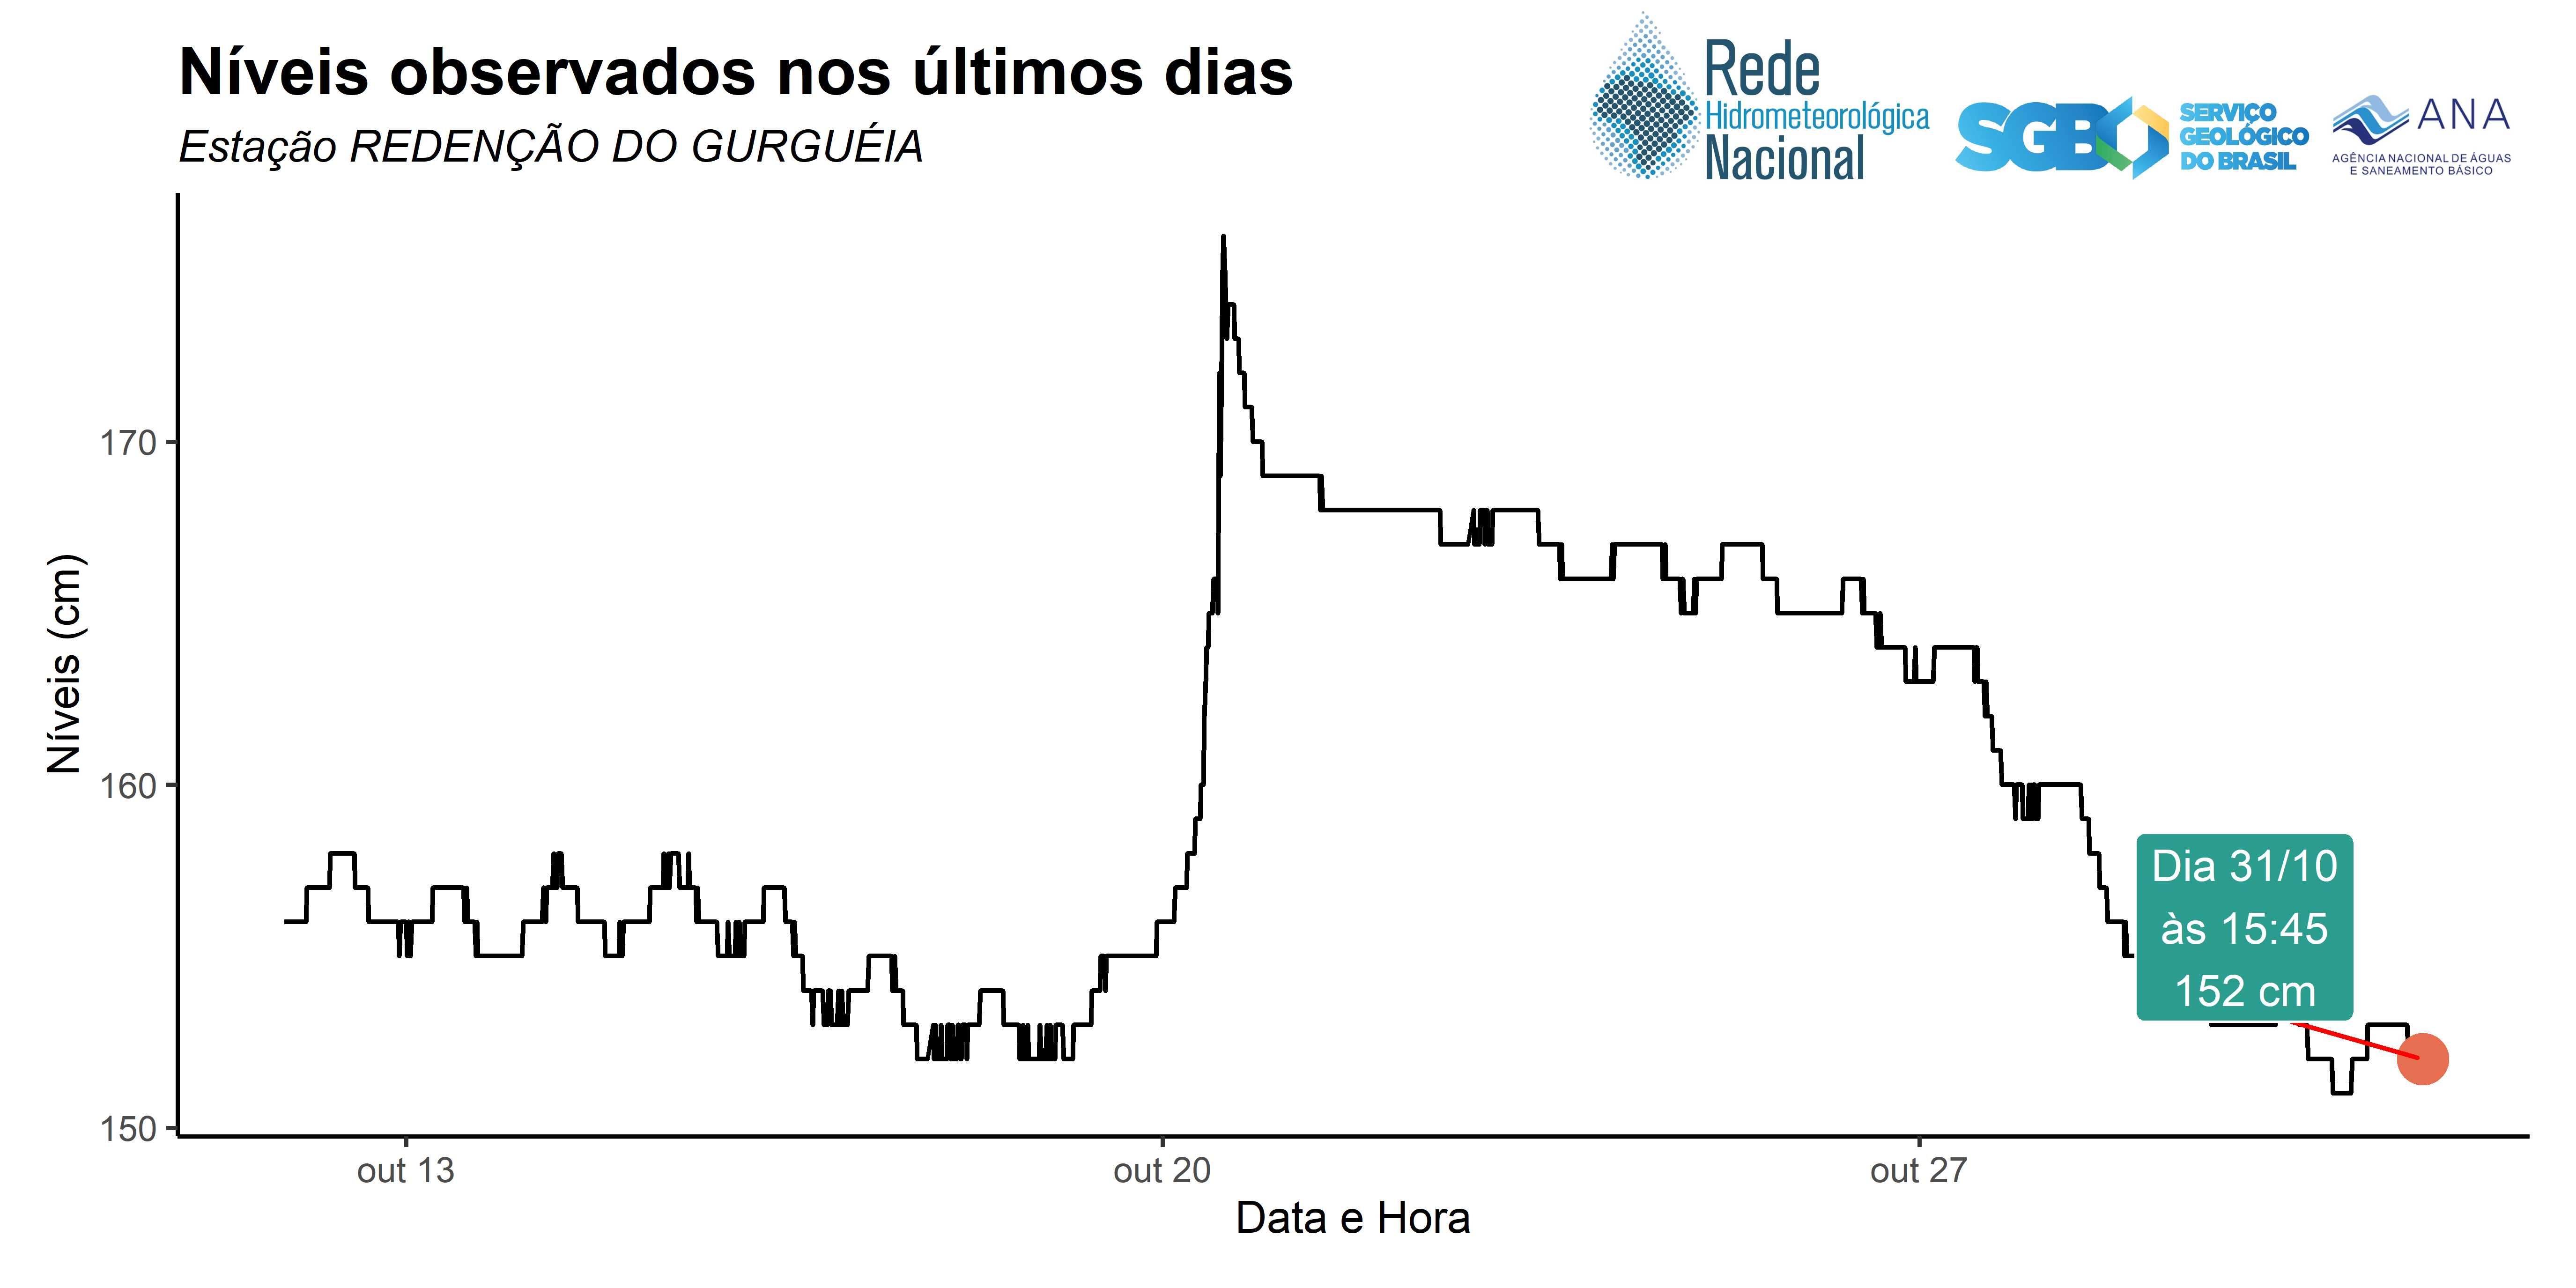 Níveis observados nos últimos dias
Estação REDENÇÃO DO GURGUÉIA
Rede
Hidrometeorológica
Nacional
SGB
SERVIÇO
GEOLÓGICO
DO BRASIL
ANA
AGÊNCIA NACIONAL DE ÁGUAS
E SANEAMENTO BÁSICO
Níveis (cm)
170
160
150
Dia 31/10
às 15:45
152 cm
out 13
out 20
out 27
Data e Hora